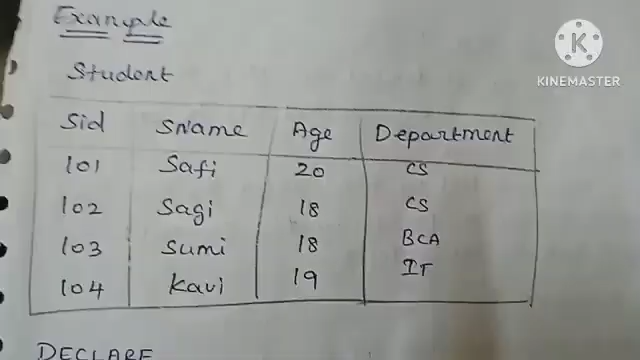 Example
Student
Sid Sname Age Department
101 Safi 20 CS
102 Sagi 18 CS
103 Sumi 18 BCA
104 Kavi 19 IT
DECLARE
K
KINEMASTER